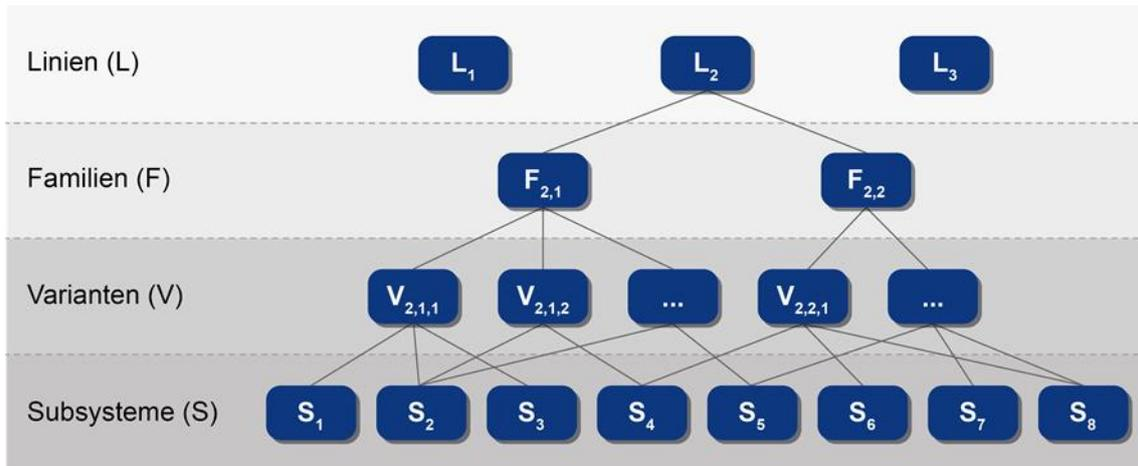 Linien (L) L₁ L₂ L₃
Familien (F) F₂,₁ F₂,₂
Varianten (V) V₂,₁,₁ V₂,₁,₂ ... V₂,₂,₁ ...
Subsysteme (S) S₁ S₂ S₃ S₄ S₅ S₆ S₇ S₈